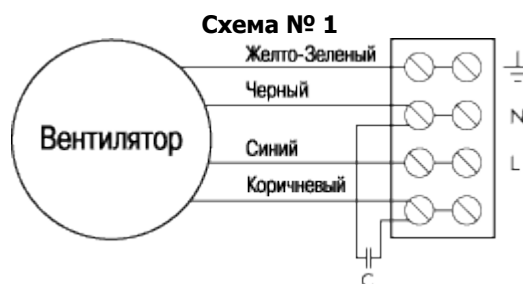 Схема № 1
Желто-Зеленый
Черный
N
Вентилятор
Синий
L
Коричневый
C